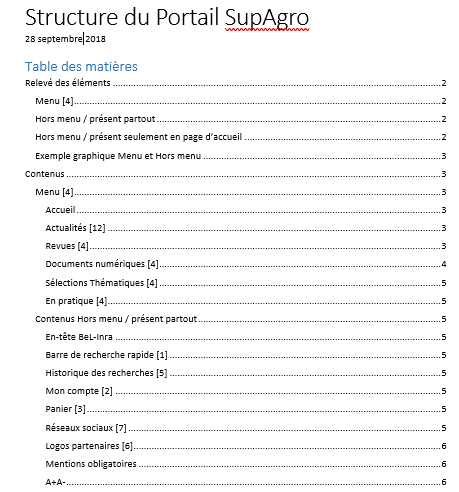 Structure du Portail SupAgro
28 septembre 2018
Table des matières
Relevé des éléments ... 2
Menu [4] ... 2
Hors menu / présent partout ... 2
Hors menu / présent seulement en page d'accueil ... 2
Exemple graphique Menu et Hors menu ... 3
Contenus ... 3
Menu [4] ... 3
Accueil ... 3
Actualités [12] ... 3
Revues [4] ... 3
Documents numériques [4] ... 4
Sélections Thématiques [4] ... 5
En pratique [4] ... 5
Contenus Hors menu / présent partout ... 5
En-tête BeL-Inra ... 5
Barre de recherche rapide [1] ... 5
Historique des recherches [5] ... 5
Mon compte [2] ... 5
Panier [3] ... 5
Réseaux sociaux [7] ... 5
Logos partenaires [6] ... 6
Mentions obligatoires ... 6
A+A- ... 6